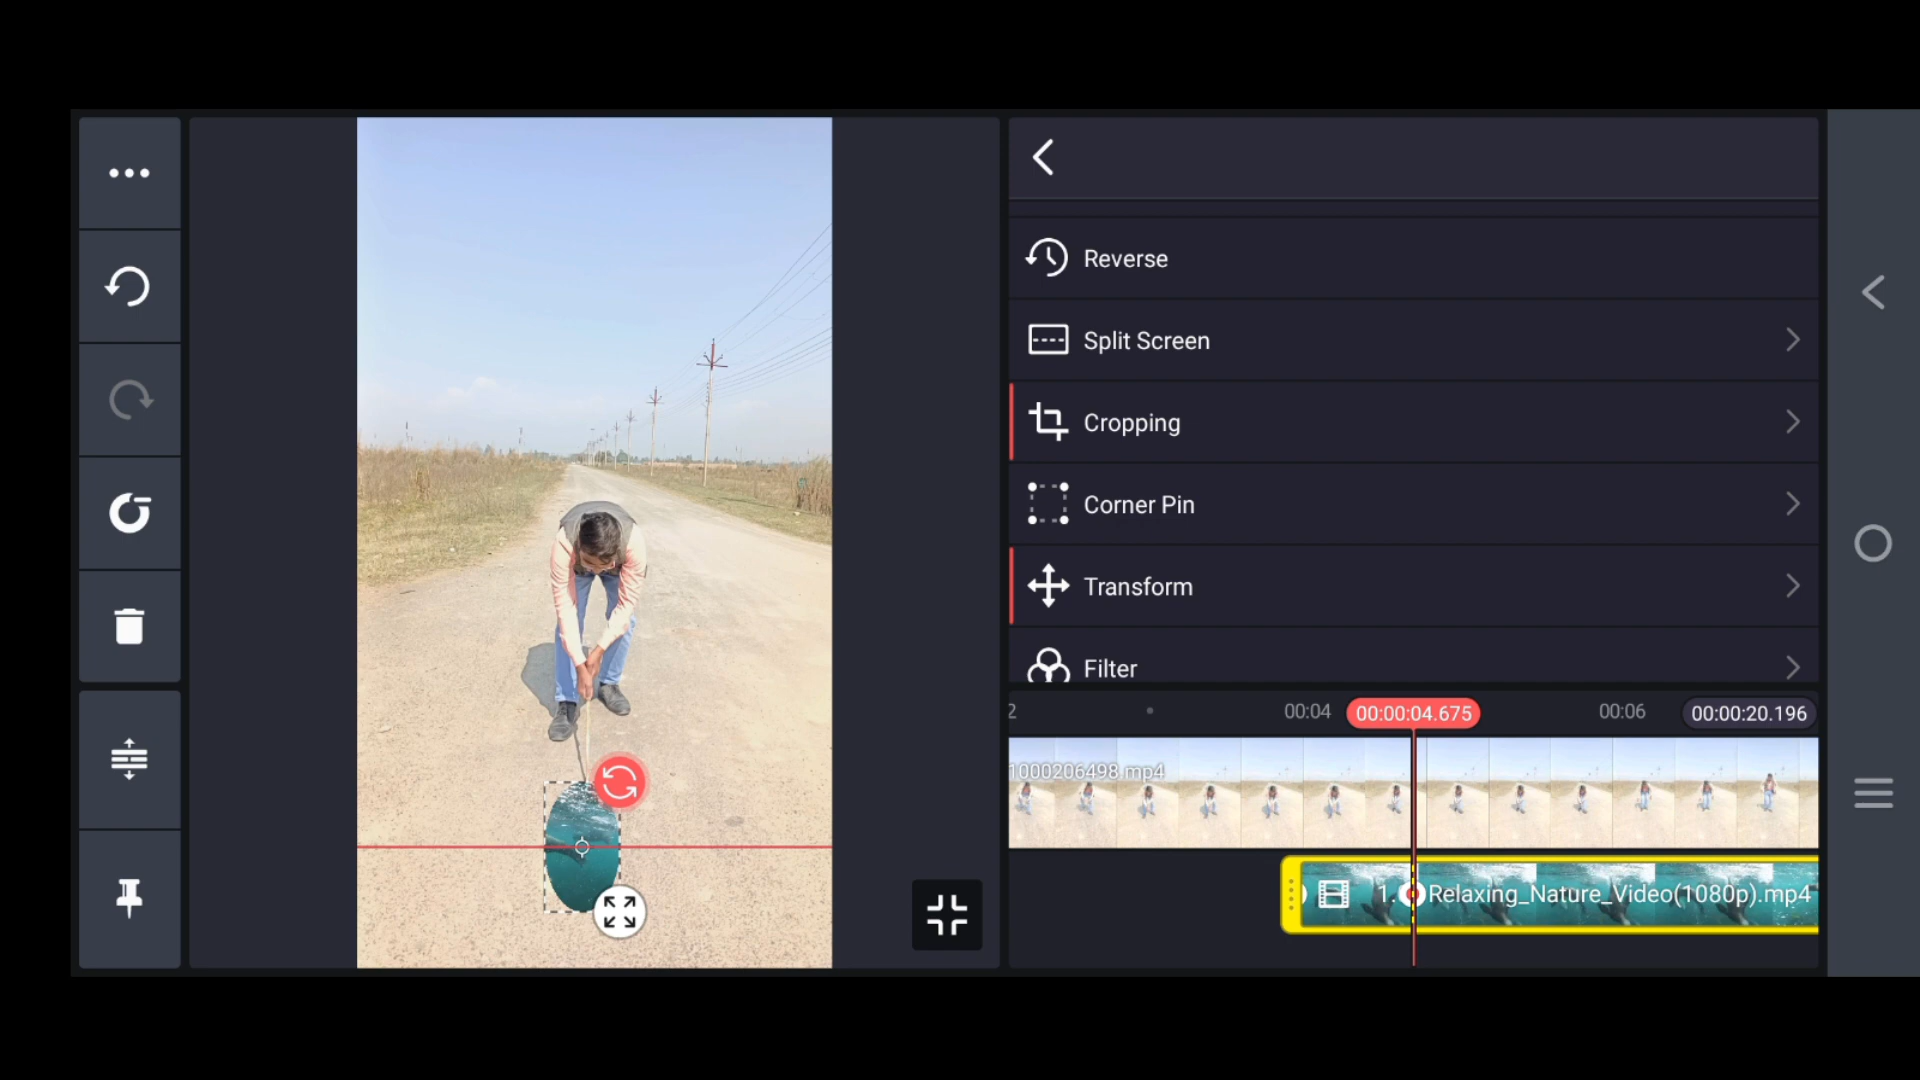 Reverse
Split Screen
Cropping
Corner Pin
Transform
Filter
2
00:04
00:00:04.675
00:06
00:00:20.196
1000206498.mp4
1.
Relaxing_Nature_Video(1080p).mp4